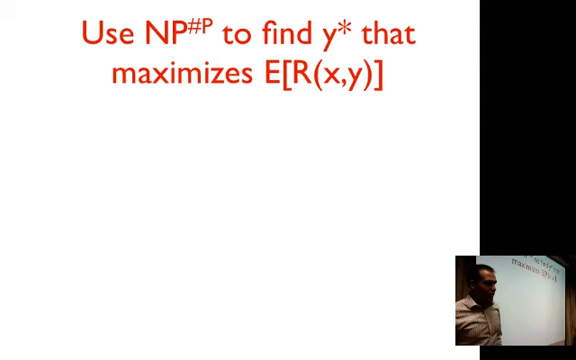 Use NP#P to find y* that
maximizes E[R(x,y)]